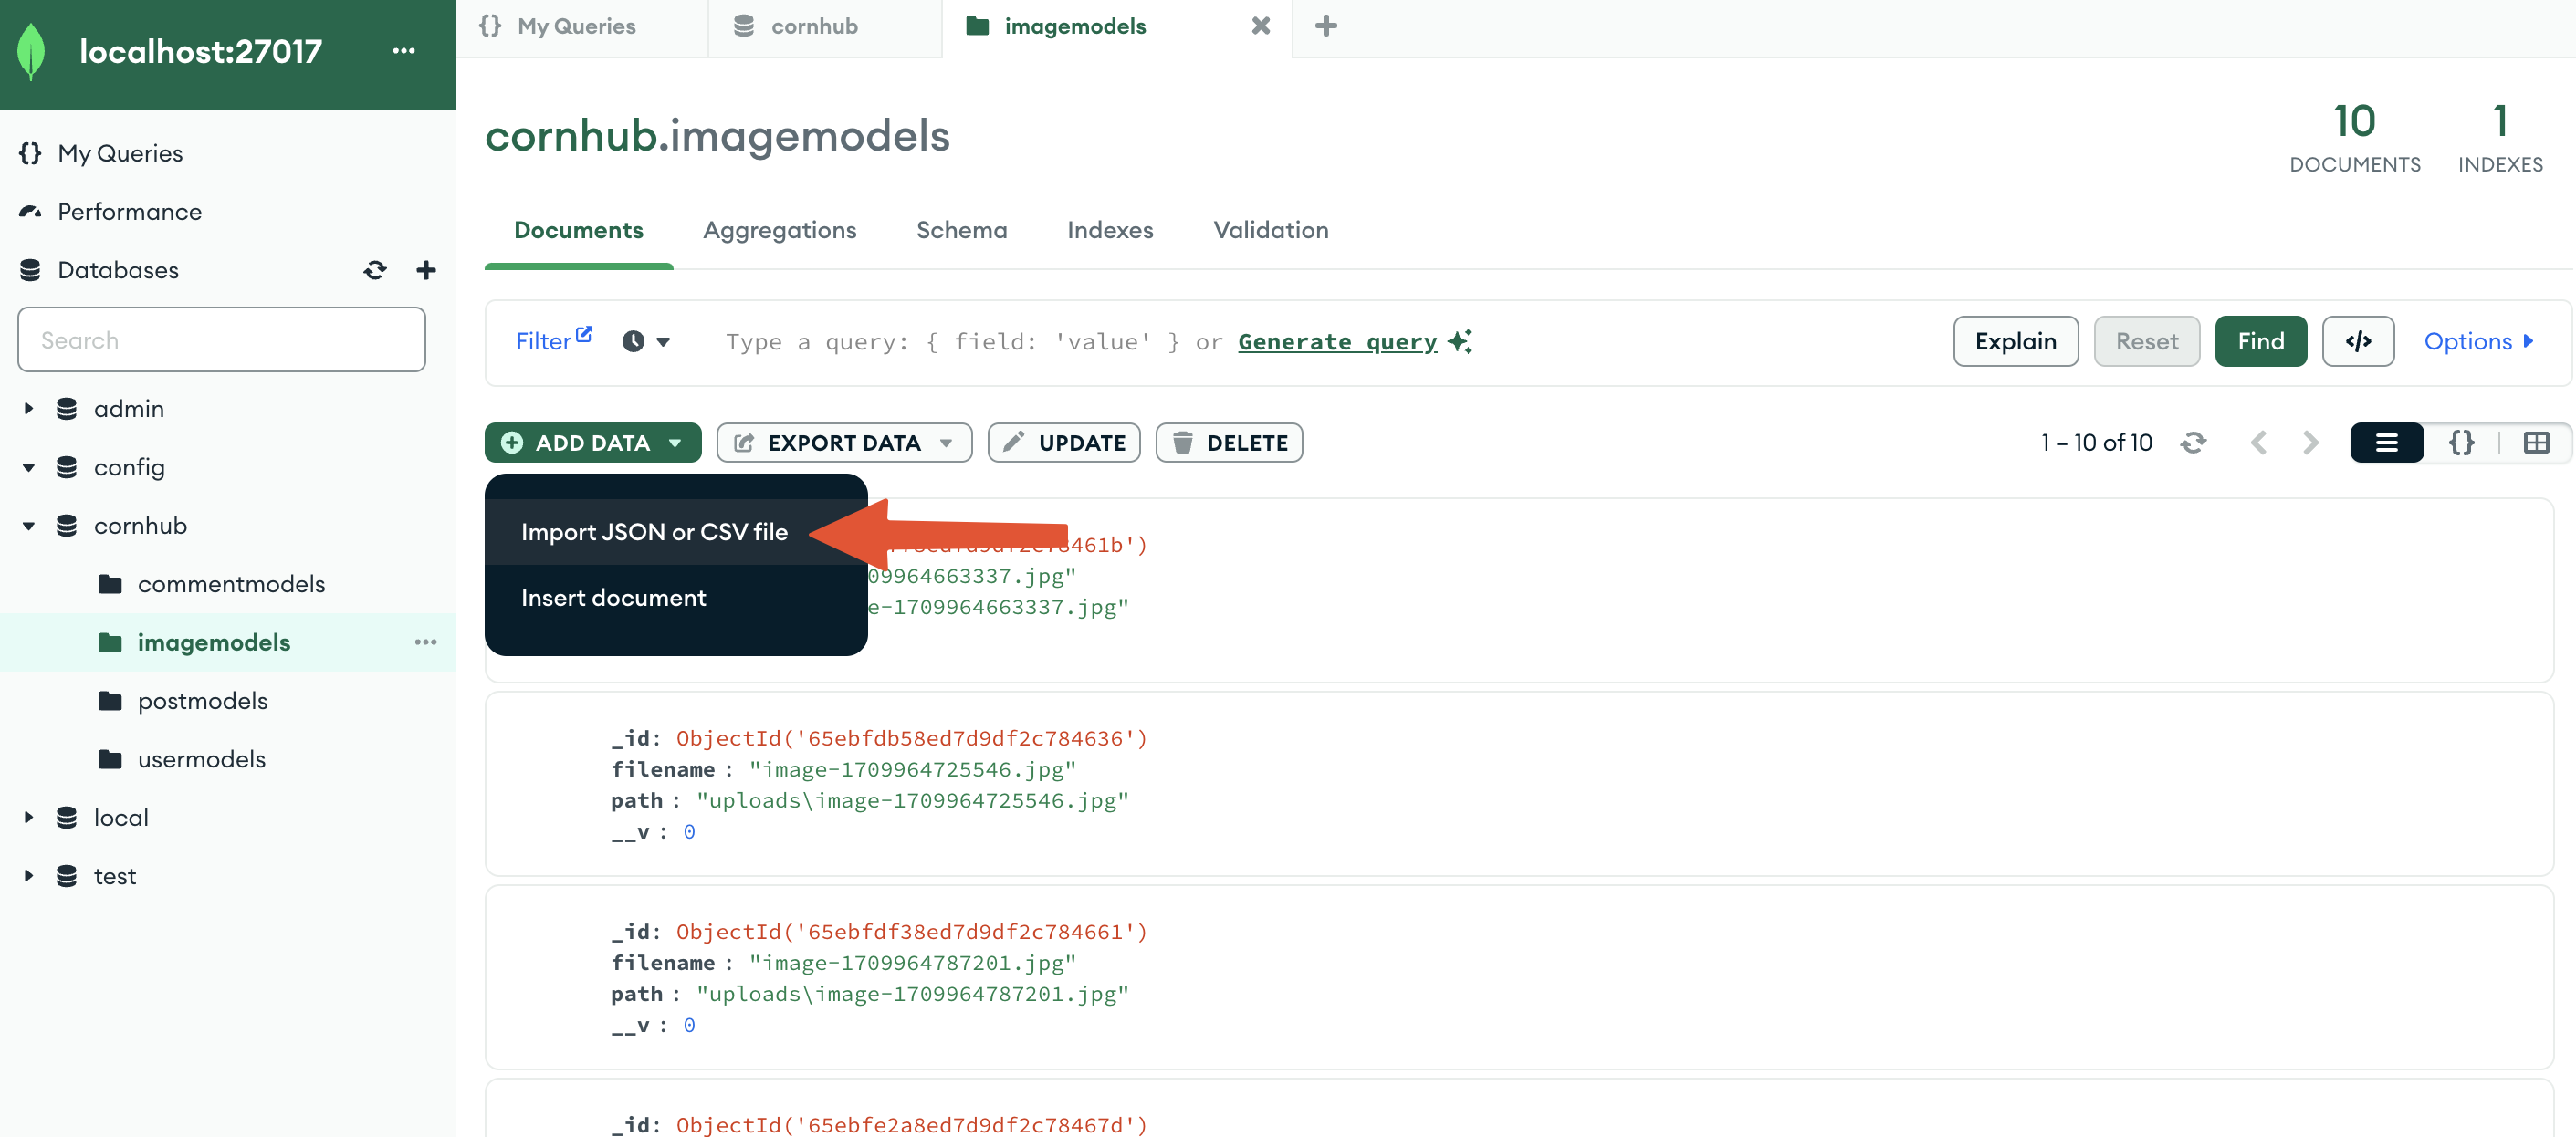 localhost:27017 ...
My Queries
cornhub
imagemodels
My Queries
Performance
Databases
Search
admin
config
cornhub
commentmodels
imagemodels ...
postmodels
usermodels
local
test
cornhub.imagemodels
10
DOCUMENTS
1
INDEXES
Documents Aggregations Schema Indexes Validation
Filter Type a query: { field: 'value' } or Generate query Explain Reset Find </> Options
ADD DATA EXPORT DATA UPDATE DELETE 1 – 10 of 10 {}
Import JSON or CSV file
Insert document
461b')
09964663337.jpg"
e-1709964663337.jpg"
_id: ObjectId('65ebfdb58ed7d9df2c784636')
filename : "image-1709964725546.jpg"
path : "uploads\image-1709964725546.jpg"
__v : 0
_id: ObjectId('65ebfdf38ed7d9df2c784661')
filename : "image-1709964787201.jpg"
path : "uploads\image-1709964787201.jpg"
__v : 0
_id: ObjectId('65ebfe2a8ed7d9df2c78467d')